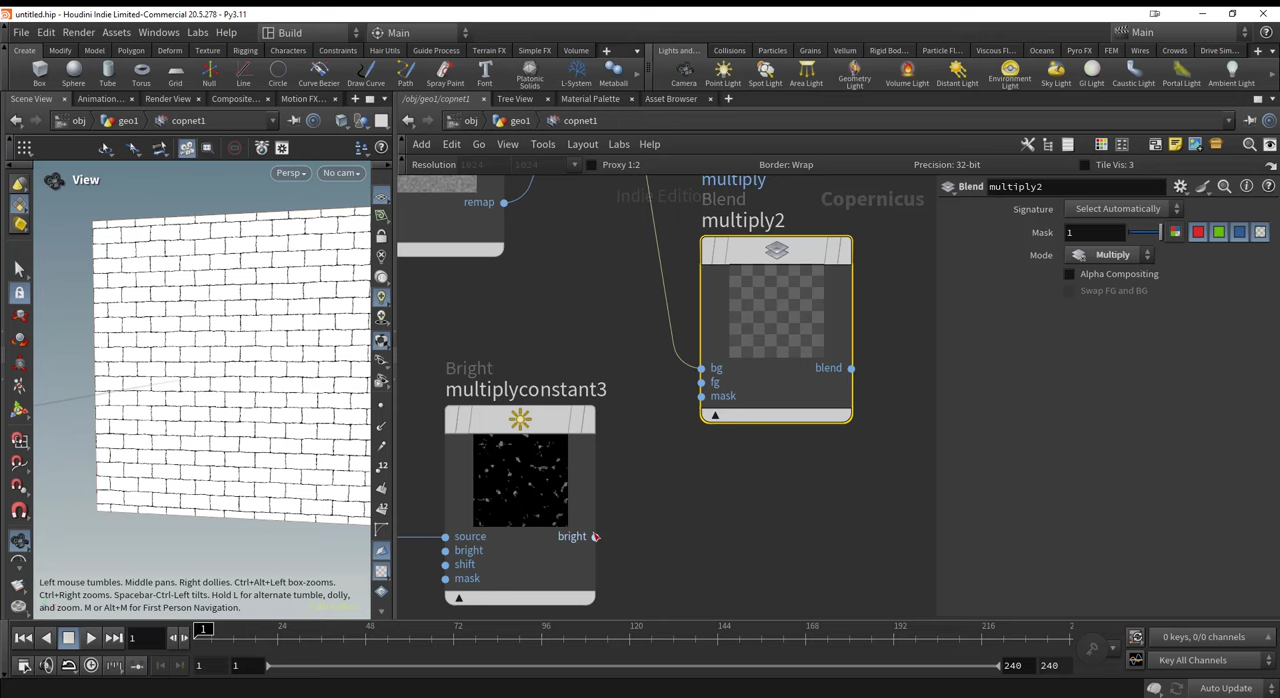 untitled.hip - Houdini Indie Limited-Commercial 20.5.278 - Py3.11
File Edit Render Assets Windows Labs Help Build Main Main
Create Modify Model Polygon Deform Texture Rigging Characters Constraints Hair Utils Guide Process Terrain FX Simple FX Volume Lights and... Collisions Particles Grains Vellum Rigid Bod... Particle Fl... Viscous Fl... Oceans Pyro FX FEM Wires Crowds Drive Sim...
Box Sphere Tube Torus Grid Null Line Circle Curve Bezier Draw Curve Path Spray Paint Font Platonic Solids L-System Metaball Camera Point Light Spot Light Area Light Geometry Light Volume Light Distant Light Environment Light Sky Light GI Light Caustic Light Portal Light Ambient Light
Scene View Animation... Render View Composite... Motion FX... /obj/geo1/copnet1 Tree View Material Palette Asset Browser
obj geo1 copnet1 obj geo1 copnet1
Add Edit Go View Tools Layout Labs Help
Resolution 1024 1024 Proxy 1:2 Border: Wrap Precision: 32-bit Tile Vis: 3
View
Persp
No cam
Indie Edition
Copernicus
remap
multiply
Blend
multiply2
bg
fg
mask
blend
Bright
multiplyconstant3
source
bright
shift
mask
bright
Blend multiply2
Signature Select Automatically
Mask 1
Mode Multiply
Alpha Compositing
Swap FG and BG
12
Left mouse tumbles. Middle pans. Right dollies. Ctrl+Alt+Left box-zooms.
Ctrl+Right zooms. Spacebar-Ctrl-Left tilts. Hold L for alternate tumble, dolly,
and zoom. M or Alt+M for First Person Navigation.
1 1 24 48 72 96 120 144 168 192 216 2
0 keys, 0/0 channels
1 1 240 240
Key All Channels
Auto Update